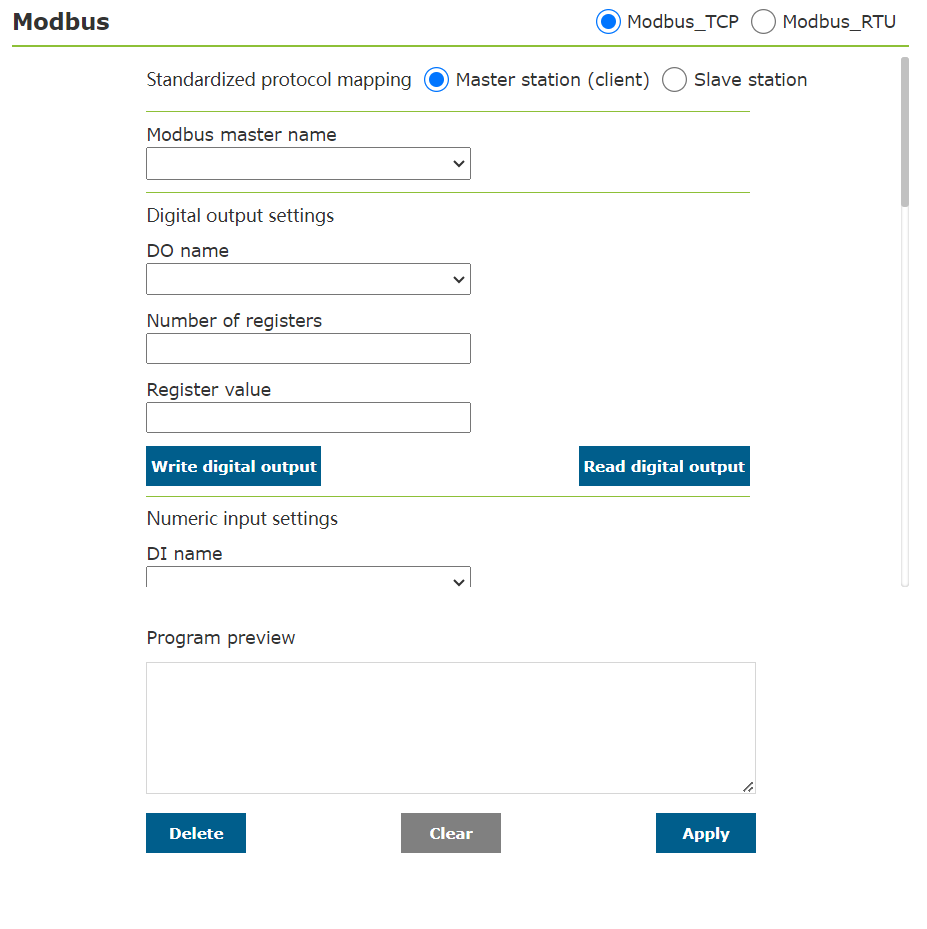 Modbus
Modbus_TCP Modbus_RTU
Standardized protocol mapping Master station (client) Slave station
Modbus master name
Digital output settings
DO name
Number of registers
Register value
Write digital output Read digital output
Numeric input settings
DI name
Program preview
Delete Clear Apply